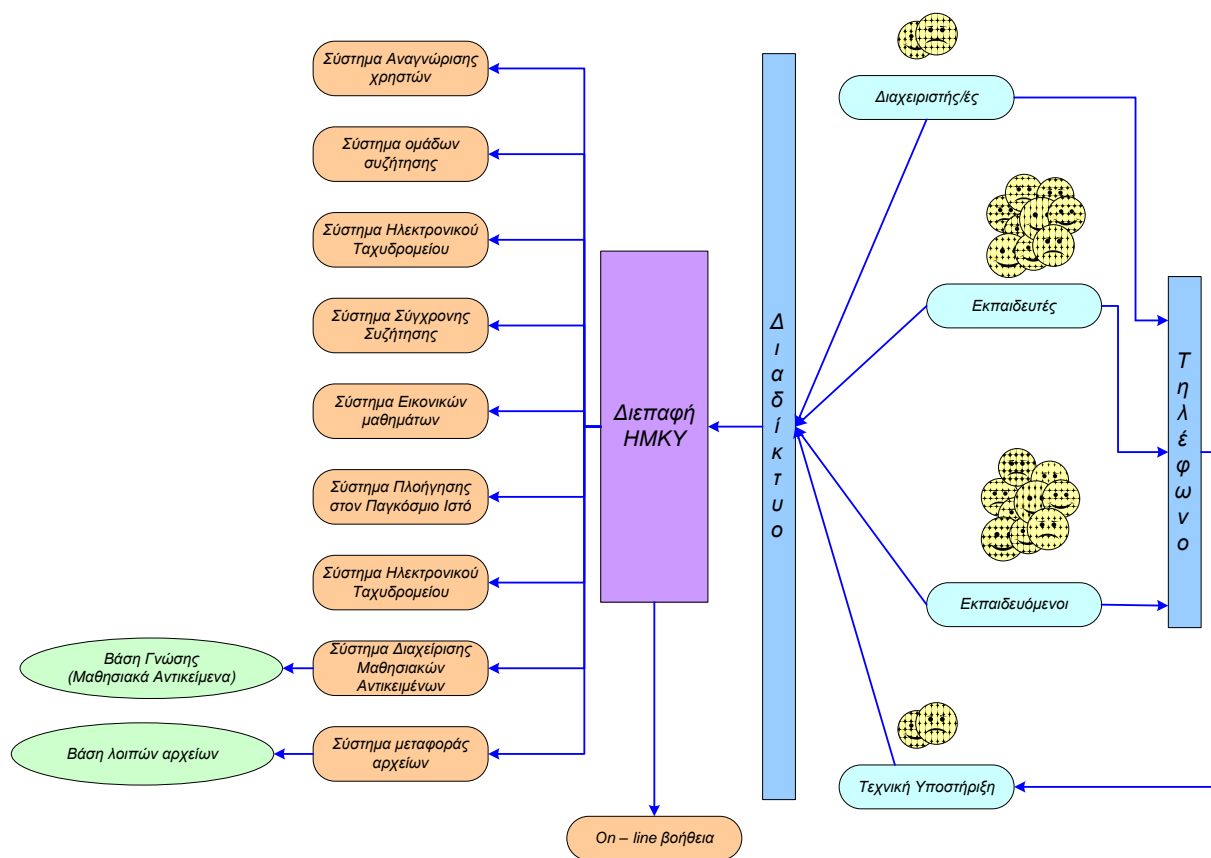 Σύστημα Αναγνώρισης
χρηστών
Σύστημα ομάδων
συζήτησης
Σύστημα Ηλεκτρονικού
Ταχυδρομείου
Σύστημα Σύγχρονης
Συζήτησης
Σύστημα Εικονικών
μαθημάτων
Σύστημα Πλοήγησης
στον Παγκόσμιο Ιστό
Σύστημα Ηλεκτρονικού
Ταχυδρομείου
Σύστημα Διαχείρισης
Μαθησιακών
Αντικειμένων
Σύστημα μεταφοράς
αρχείων
Βάση Γνώσης
(Μαθησιακά Αντικείμενα)
Βάση λοιπών αρχείων
Διεπαφή
ΗΜΚΥ
On – line βοήθεια
Διαδίκτυο
Διαχειριστής/ές
Εκπαιδευτές
Εκπαιδευόμενοι
Τεχνική Υποστήριξη
Τηλέφωνο